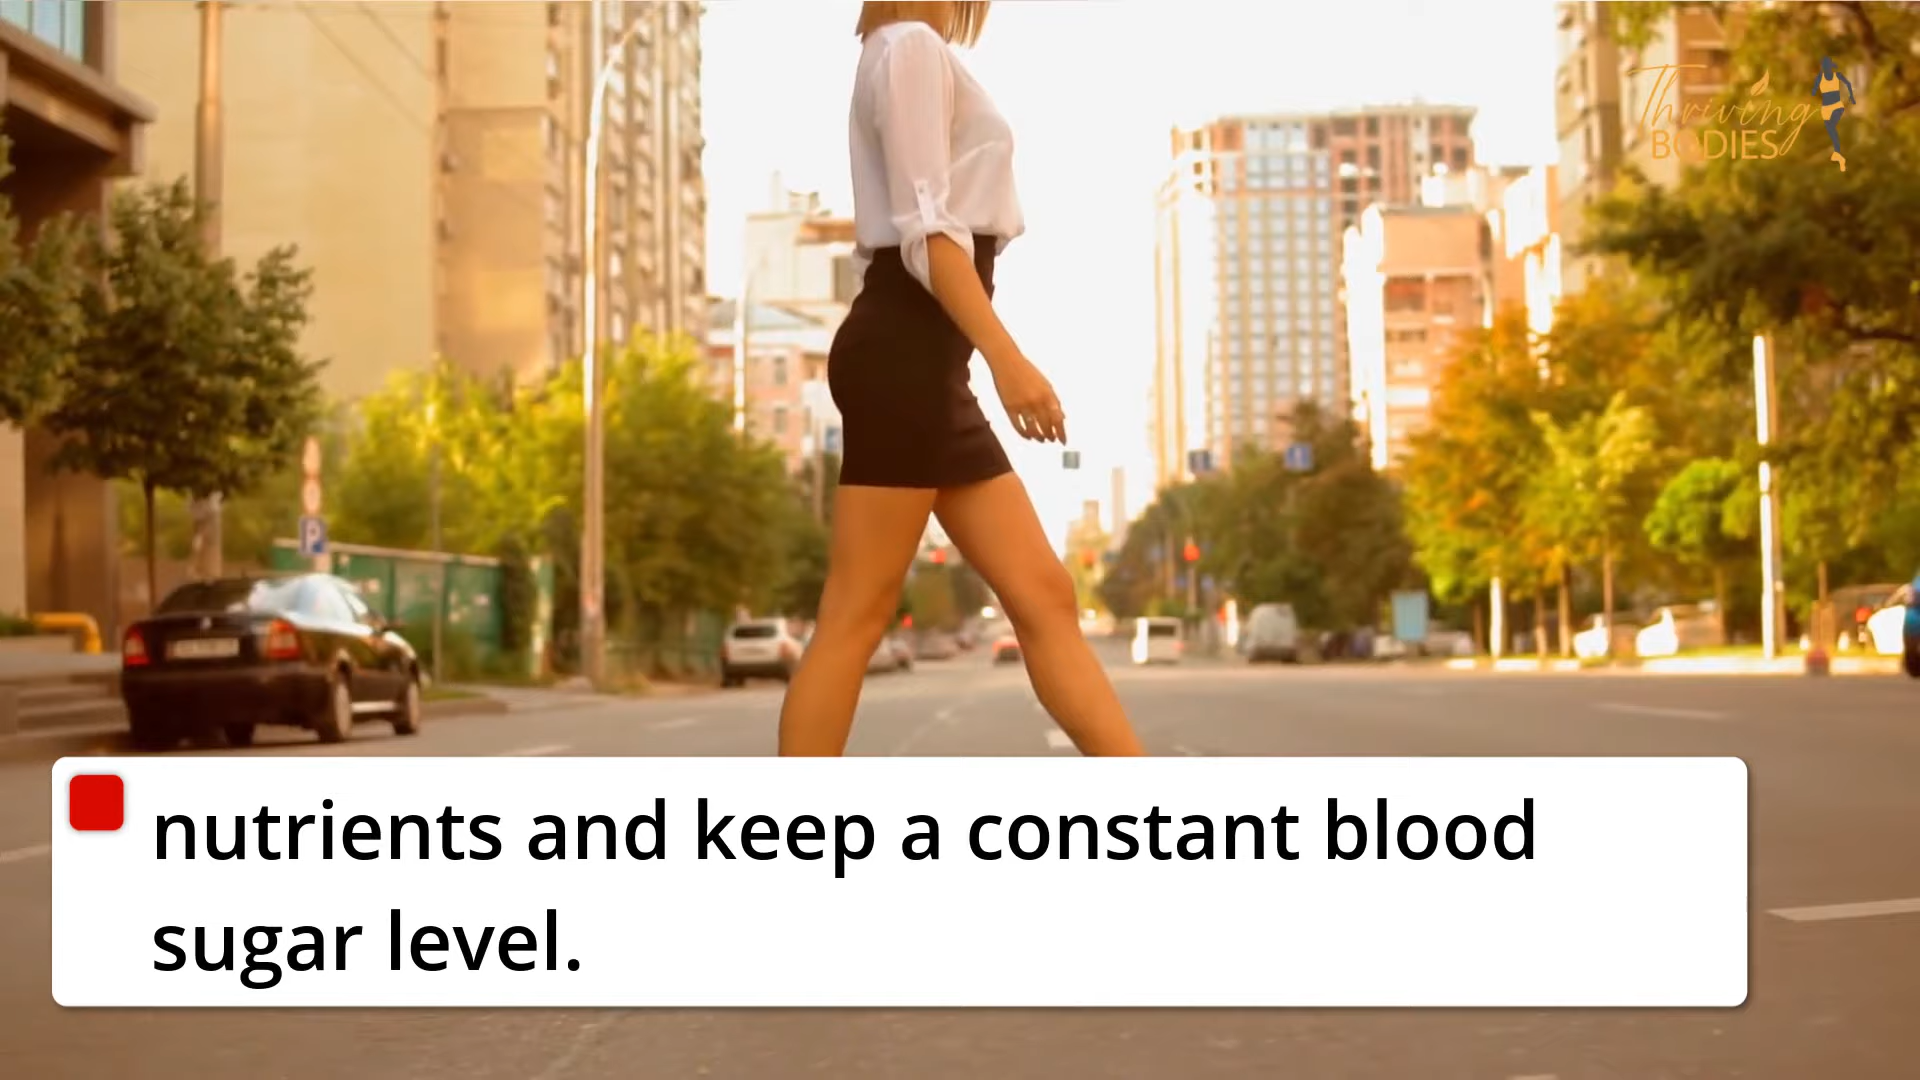 Thriving
BODIES
P
nutrients and keep a constant blood
sugar level.